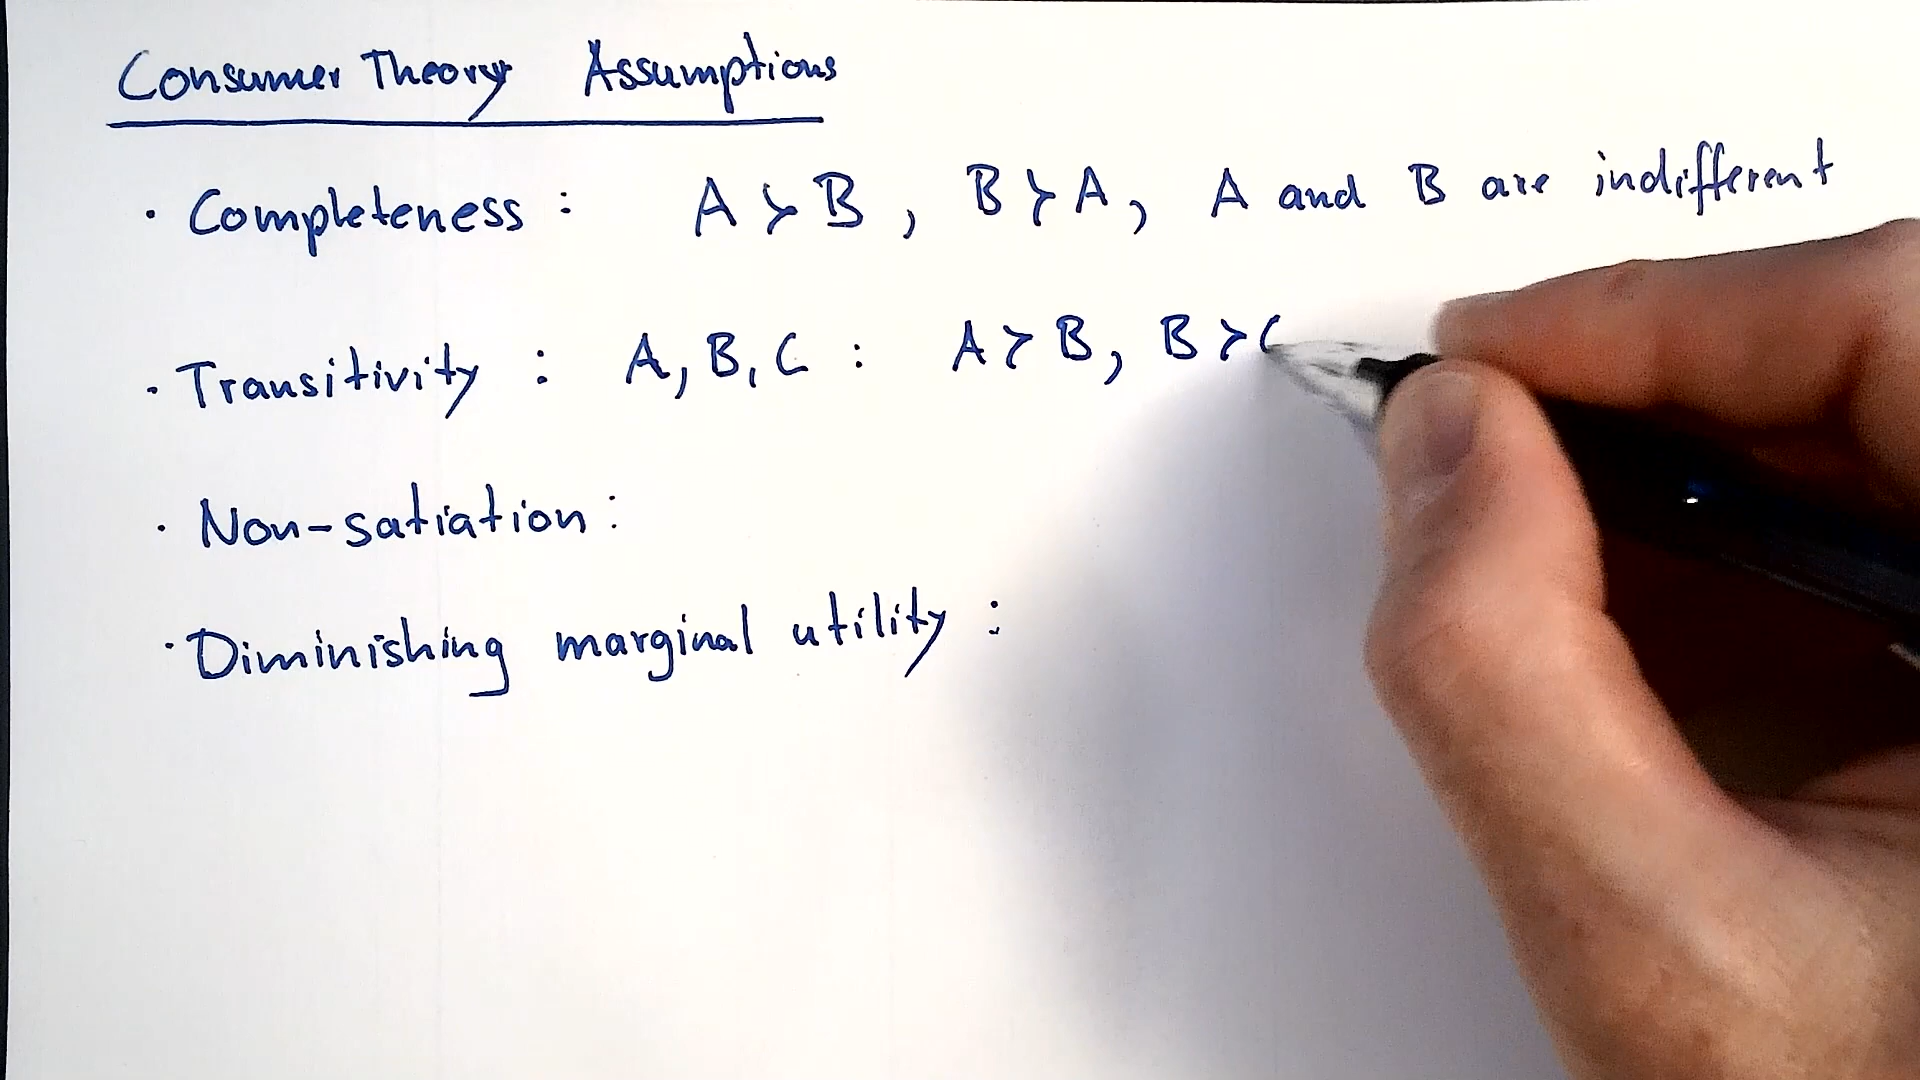 Consumer Theory Assumptions
· Completeness : A ≻ B , B ≻ A , A and B are indifferent
· Transitivity : A, B, C : A ≻ B, B ≻ C
· Non-satiation :
· Diminishing marginal utility :